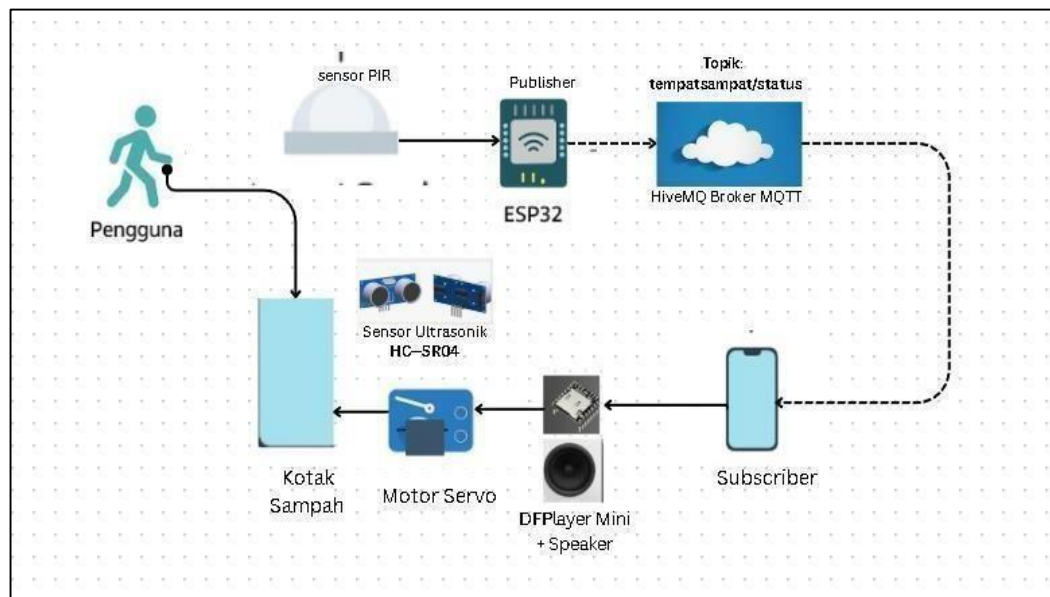 sensor PIR
Publisher
Topik:
tempatsampat/status
ESP32
HiveMQ Broker MQTT
Pengguna
Sensor Ultrasonik
HC-SR04
Kotak
Sampah
Motor Servo
DFPlayer Mini
+ Speaker
Subscriber